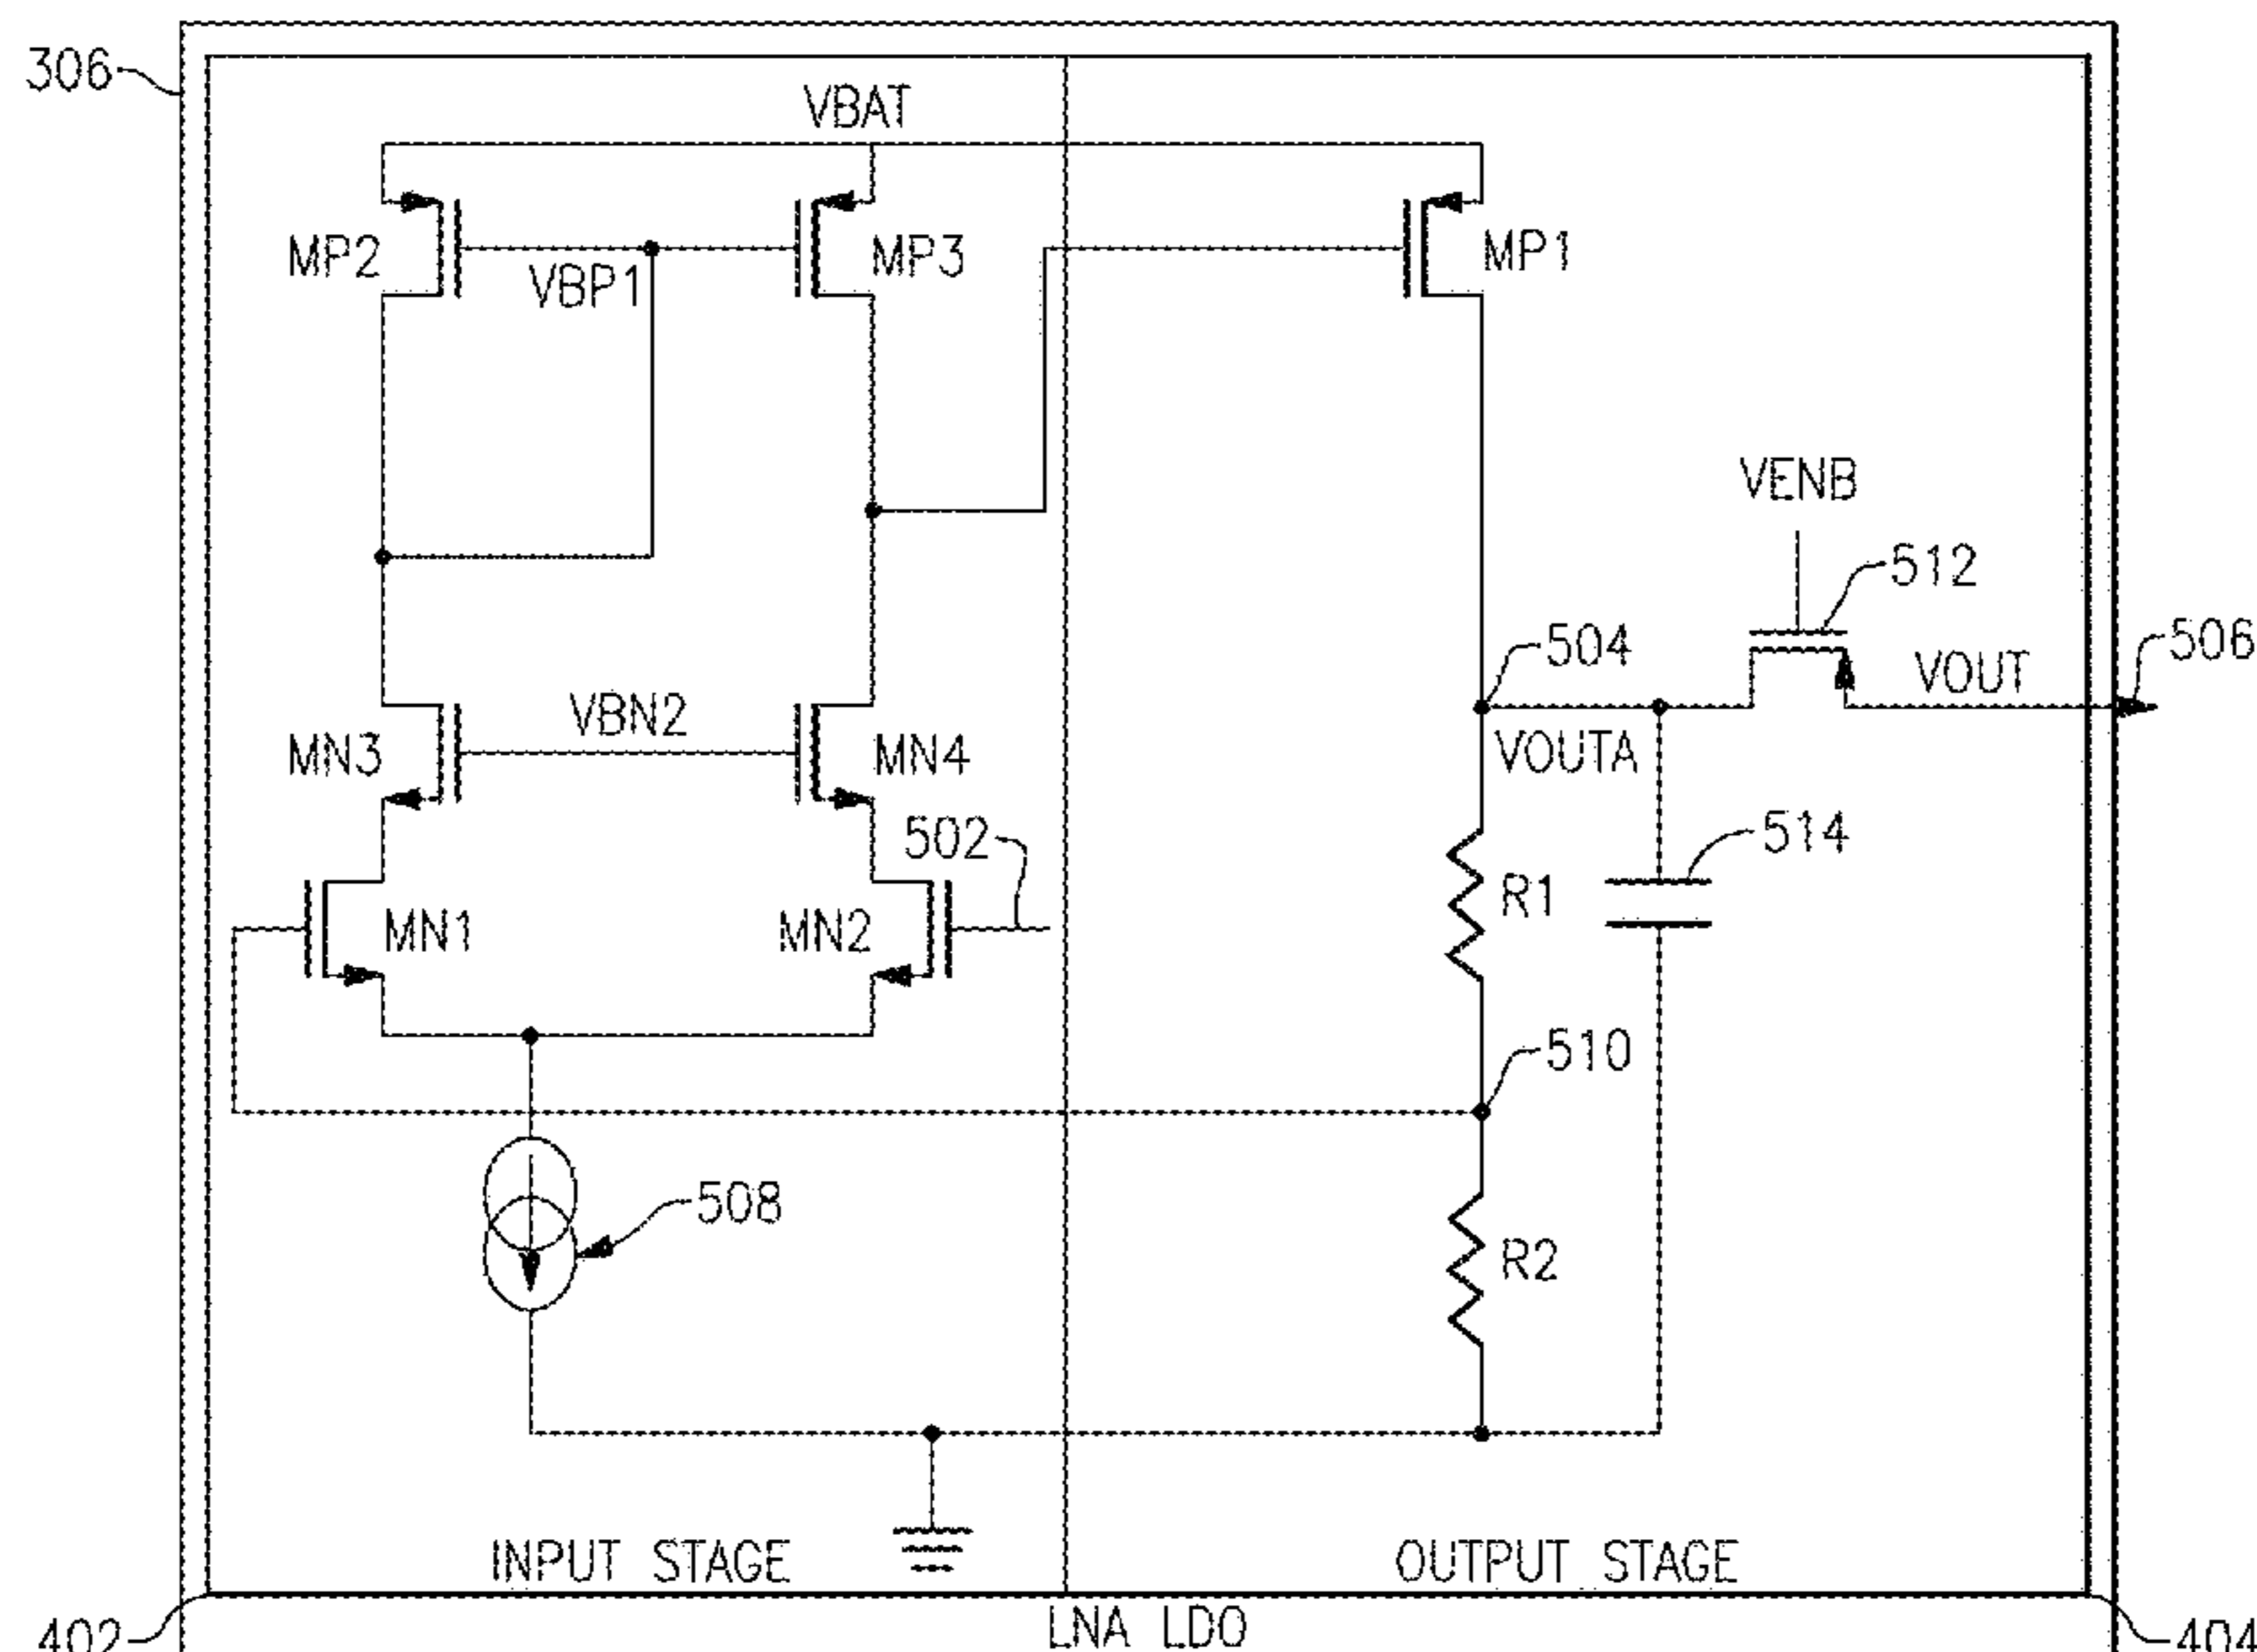 306
VBAT
MP2
VBP1
MP3
MP1
VENB
512
504
506
VOUT
VBN2
MN3
MN4
VOUTA
502
514
MN1
MN2
R1
510
508
R2
INPUT STAGE
OUTPUT STAGE
402
LNA LDO
404